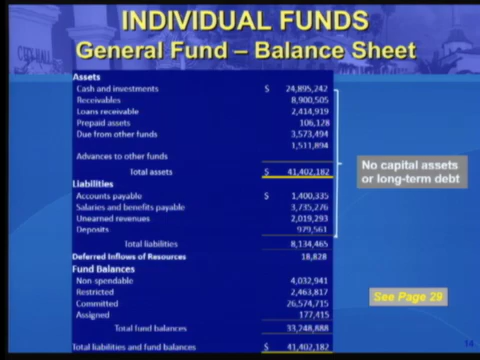 INDIVIDUAL FUNDS
General Fund – Balance Sheet
CITY HALL
Assets
Cash and investments $ 24,895,242
Receivables 8,900,505
Loans receivable 2,414,919
Prepaid assets 106,128
Due from other funds 3,573,494
1,511,894
Advances to other funds
Total assets $ 41,402,182
No capital assets
or long-term debt
Liabilities
Accounts payable $ 1,400,335
Salaries and benefits payable 3,735,276
Unearned revenues 2,019,293
Deposits 979,561
Total liabilities 8,134,465
Deferred Inflows of Resources 18,828
Fund Balances
Non-spendable 4,032,941
Restricted 2,463,817
Committed 26,574,715
Assigned 177,415
See Page 29
Total fund balances 33,248,888
Total liabilities and fund balances $ 41,402,182
14